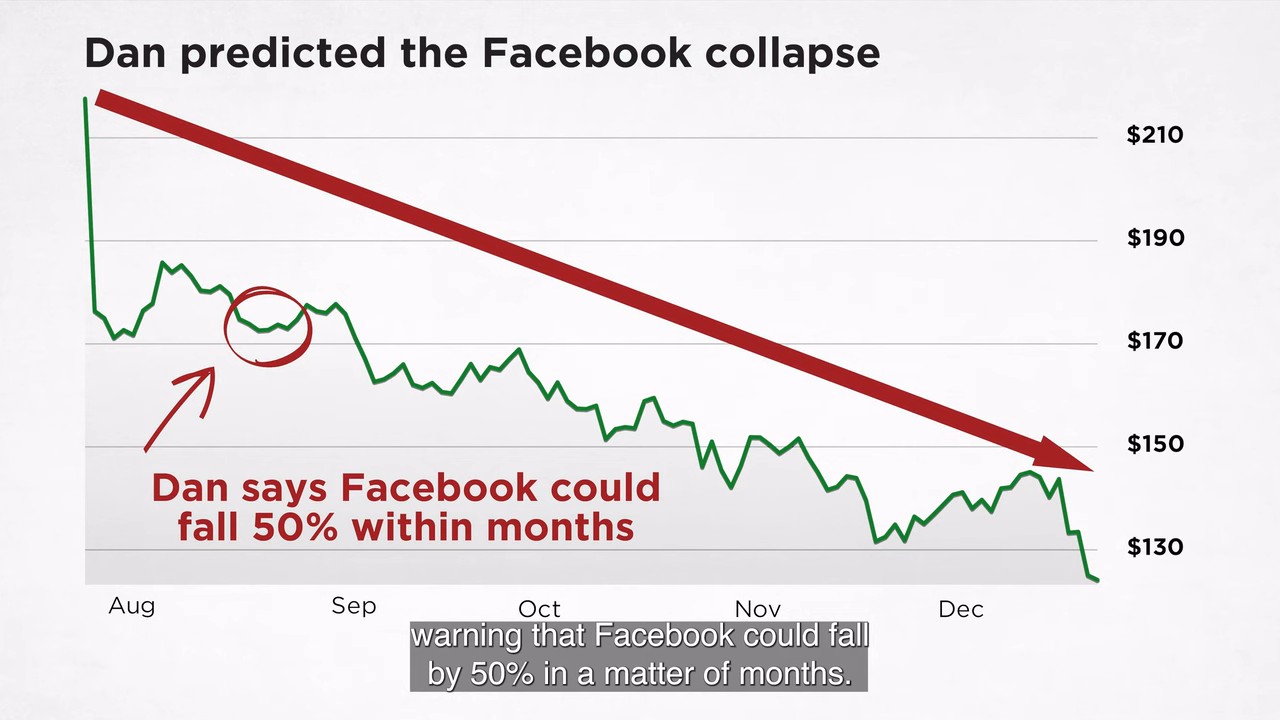 Dan predicted the Facebook collapse
$210
$190
$170
$150
Dan says Facebook could
fall 50% within months
$130
Aug Sep Oct Nov Dec
warning that Facebook could fall
by 50% in a matter of months.